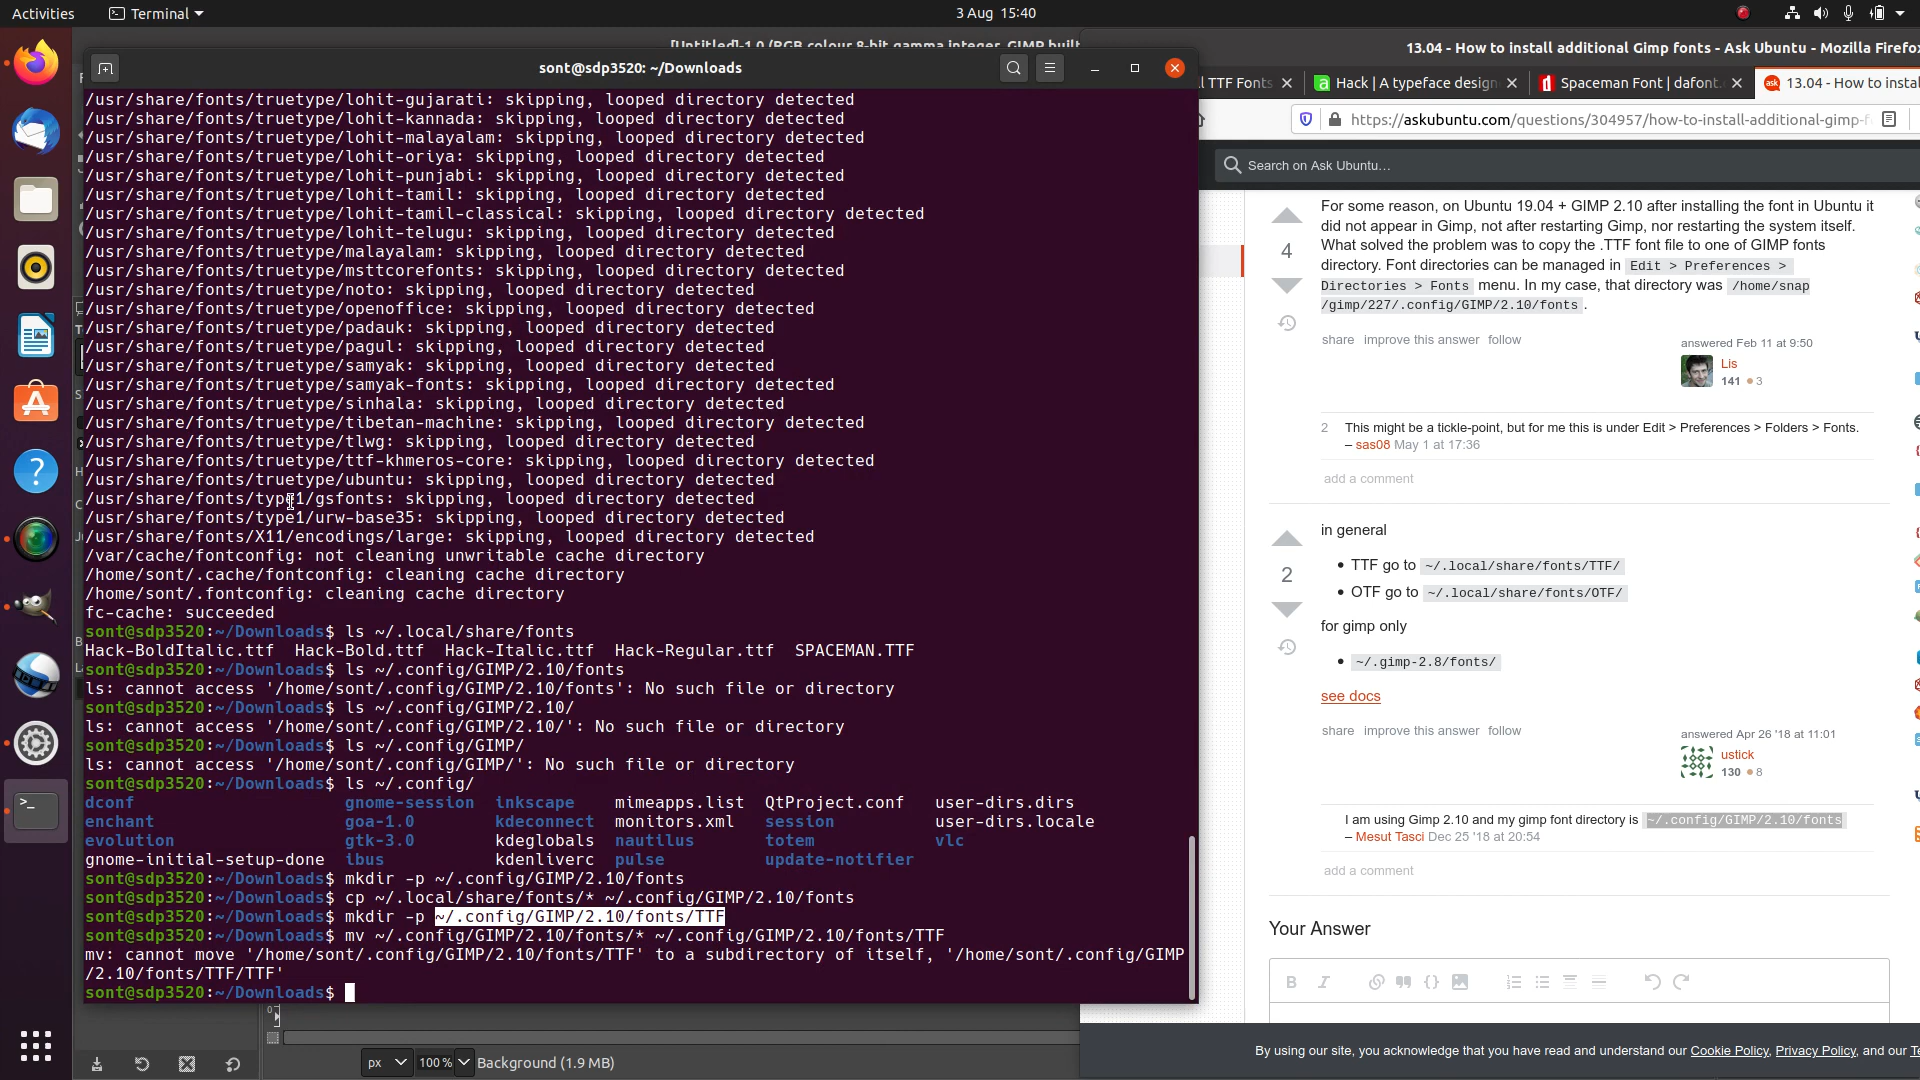 Activities
Terminal
3 Aug 15:40
[Untitled]-1.0 (RGB colour 8-bit gamma integer, GIMP built
sont@sdp3520: ~/Downloads
/usr/share/fonts/truetype/lohit-gujarati: skipping, looped directory detected
/usr/share/fonts/truetype/lohit-kannada: skipping, looped directory detected
/usr/share/fonts/truetype/lohit-malayalam: skipping, looped directory detected
/usr/share/fonts/truetype/lohit-oriya: skipping, looped directory detected
/usr/share/fonts/truetype/lohit-punjabi: skipping, looped directory detected
/usr/share/fonts/truetype/lohit-tamil: skipping, looped directory detected
/usr/share/fonts/truetype/lohit-tamil-classical: skipping, looped directory detected
/usr/share/fonts/truetype/lohit-telugu: skipping, looped directory detected
/usr/share/fonts/truetype/malayalam: skipping, looped directory detected
/usr/share/fonts/truetype/msttcorefonts: skipping, looped directory detected
/usr/share/fonts/truetype/noto: skipping, looped directory detected
/usr/share/fonts/truetype/openoffice: skipping, looped directory detected
/usr/share/fonts/truetype/padauk: skipping, looped directory detected
/usr/share/fonts/truetype/pagul: skipping, looped directory detected
/usr/share/fonts/truetype/samyak: skipping, looped directory detected
/usr/share/fonts/truetype/samyak-fonts: skipping, looped directory detected
/usr/share/fonts/truetype/sinhala: skipping, looped directory detected
/usr/share/fonts/truetype/tibetan-machine: skipping, looped directory detected
/usr/share/fonts/truetype/tlwg: skipping, looped directory detected
/usr/share/fonts/truetype/ttf-khmeros-core: skipping, looped directory detected
/usr/share/fonts/truetype/ubuntu: skipping, looped directory detected
/usr/share/fonts/type1/gsfonts: skipping, looped directory detected
/usr/share/fonts/type1/urw-base35: skipping, looped directory detected
/usr/share/fonts/X11/encodings/large: skipping, looped directory detected
/var/cache/fontconfig: not cleaning unwritable cache directory
/home/sont/.cache/fontconfig: cleaning cache directory
/home/sont/.fontconfig: cleaning cache directory
fc-cache: succeeded
sont@sdp3520:~/Downloads$ ls ~/.local/share/fonts
Hack-BoldItalic.ttf  Hack-Bold.ttf  Hack-Italic.ttf  Hack-Regular.ttf  SPACEMAN.TTF
sont@sdp3520:~/Downloads$ ls ~/.config/GIMP/2.10/fonts
ls: cannot access '/home/sont/.config/GIMP/2.10/fonts': No such file or directory
sont@sdp3520:~/Downloads$ ls ~/.config/GIMP/2.10/
ls: cannot access '/home/sont/.config/GIMP/2.10/': No such file or directory
sont@sdp3520:~/Downloads$ ls ~/.config/GIMP/
ls: cannot access '/home/sont/.config/GIMP/': No such file or directory
sont@sdp3520:~/Downloads$ ls ~/.config/
dconf gnome-session inkscape mimeapps.list QtProject.conf user-dirs.dirs
enchant goa-1.0 kdeconnect monitors.xml session user-dirs.locale
evolution gtk-3.0 kdeglobals nautilus totem vlc
gnome-initial-setup-done ibus kdenliverc pulse update-notifier
sont@sdp3520:~/Downloads$ mkdir -p ~/.config/GIMP/2.10/fonts
sont@sdp3520:~/Downloads$ cp ~/.local/share/fonts/* ~/.config/GIMP/2.10/fonts
sont@sdp3520:~/Downloads$ mkdir -p ~/.config/GIMP/2.10/fonts/TTF
sont@sdp3520:~/Downloads$ mv ~/.config/GIMP/2.10/fonts/* ~/.config/GIMP/2.10/fonts/TTF
mv: cannot move '/home/sont/.config/GIMP/2.10/fonts/TTF' to a subdirectory of itself, '/home/sont/.config/GIMP
/2.10/fonts/TTF/TTF'
sont@sdp3520:~/Downloads$
px
100 %
Background (1.9 MB)
13.04 - How to install additional Gimp fonts - Ask Ubuntu - Mozilla Firefo
TTF Fonts
Hack | A typeface design
Spaceman Font | dafont.
13.04 - How to instal
https://askubuntu.com/questions/304957/how-to-install-additional-gimp-f
Search on Ask Ubuntu…
4
For some reason, on Ubuntu 19.04 + GIMP 2.10 after installing the font in Ubuntu it
did not appear in Gimp, not after restarting Gimp, nor restarting the system itself.
What solved the problem was to copy the .TTF font file to one of GIMP fonts
directory. Font directories can be managed in Edit > Preferences >
Directories > Fonts menu. In my case, that directory was /home/snap
/gimp/227/.config/GIMP/2.10/fonts .
share improve this answer follow
answered Feb 11 at 9:50
Lis
141 3
2 This might be a tickle-point, but for me this is under Edit > Preferences > Folders > Fonts.
– sas08 May 1 at 17:36
add a comment
2
in general
• TTF go to ~/.local/share/fonts/TTF/
• OTF go to ~/.local/share/fonts/OTF/
for gimp only
• ~/.gimp-2.8/fonts/
see docs
share improve this answer follow
answered Apr 26 '18 at 11:01
ustick
130 8
I am using Gimp 2.10 and my gimp font directory is ~/.config/GIMP/2.10/fonts
– Mesut Tasci Dec 25 '18 at 20:54
add a comment
Your Answer
By using our site, you acknowledge that you have read and understand our Cookie Policy, Privacy Policy, and our Te